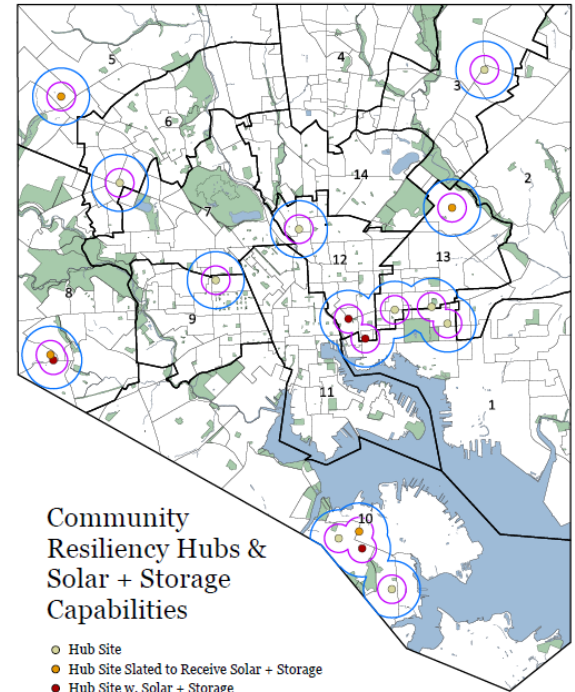 5
4
3
6
2
14
7
12
13
8
9
11
1
10
Community
Resiliency Hubs &
Solar + Storage
Capabilities
Hub Site
Hub Site Slated to Receive Solar + Storage
Hub Site w. Solar + Storage